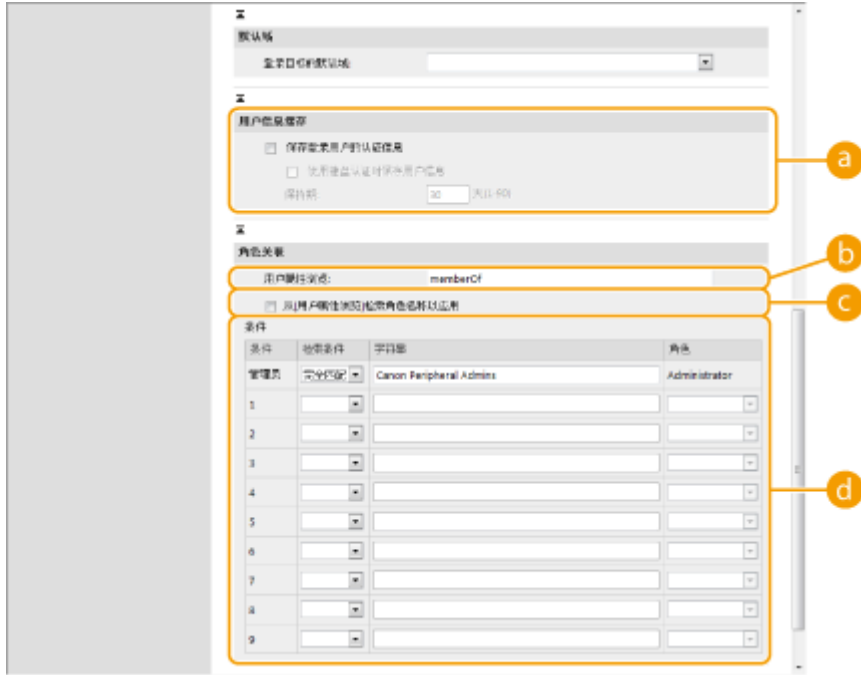 默认域
登录目标的默认域:
用户信息缓存
保存登录用户的认证信息
使用键盘认证时保存用户信息
保持期: 30 天(1-90)
角色关联
用户属性浏览: memberOf
从[用户属性浏览]检索角色名称以应用
条件
条件 检索条件 字符串 角色
管理员 完全匹配 Canon Peripheral Admins Administrator
1
2
3
4
5
6
7
8
9
a
b
c
d